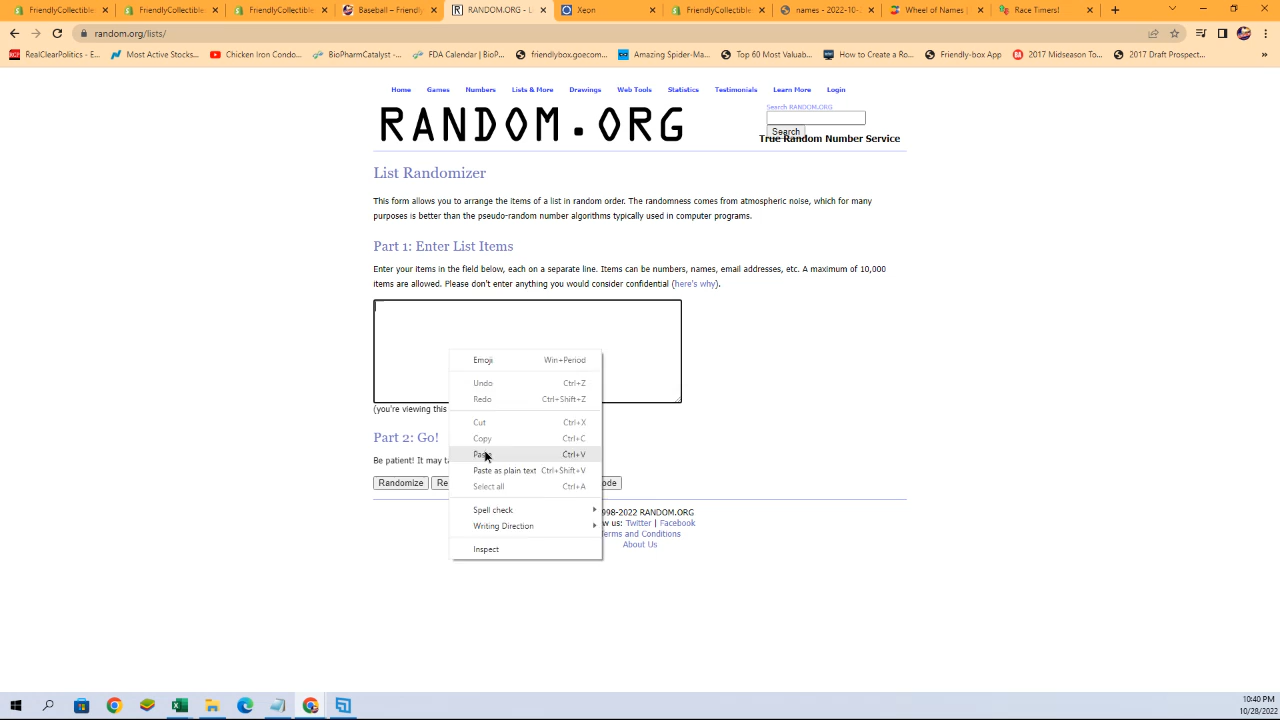 FriendlyCollectible
FriendlyCollectible
FriendlyCollectible
Baseball – Friendly
RANDOM.ORG - L
Xeon
FriendlyCollectible
names - 2022-10-
Wheel of Names |
Race Timers!
random.org/lists/
RealClearPolitics - E...
Most Active Stocks...
Chicken Iron Condo...
BioPharmCatalyst -...
FDA Calendar | BioP...
friendlybox.goecom...
Amazing Spider-Ma...
Top 60 Most Valuab...
How to Create a Ro...
Friendly-box App
2017 Midseason To...
2017 Draft Prospect...
»
Home Games Numbers Lists & More Drawings Web Tools Statistics Testimonials Learn More Login
RANDOM.ORG
Search RANDOM.ORG
Search
True Random Number Service
List Randomizer
This form allows you to arrange the items of a list in random order. The randomness comes from atmospheric noise, which for many
purposes is better than the pseudo-random number algorithms typically used in computer programs.
Part 1: Enter List Items
Enter your items in the field below, each on a separate line. Items can be numbers, names, email addresses, etc. A maximum of 10,000
items are allowed. Please don't enter anything you would consider confidential (here's why).
Emoji Win+Period
Undo Ctrl+Z
Redo Ctrl+Shift+Z
Cut Ctrl+X
Copy Ctrl+C
Paste Ctrl+V
Paste as plain text Ctrl+Shift+V
Select all Ctrl+A
Spell check
Writing Direction
Inspect
(you're viewing this
Part 2: Go!
Be patient! It may t
Randomize Re ode
998-2022 RANDOM.ORG
w us: Twitter | Facebook
erms and Conditions
About Us
10:40 PM
10/28/2022